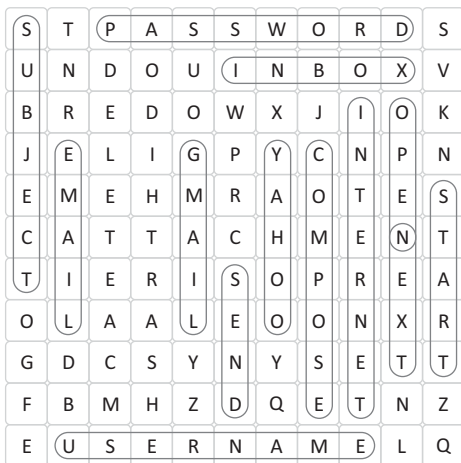 S T P A S S W O R D S
U N D O U I N B O X V
B R E D O W X J I O K
J E L I G P Y C N P N
E M E H M R A O T E S
C A T T A C H M E N T
T I E R I S O P R E A
O L A A L E O O N X R
G D C S Y N Y S E T T
F B M H Z D Q E T N Z
E U S E R N A M E L Q